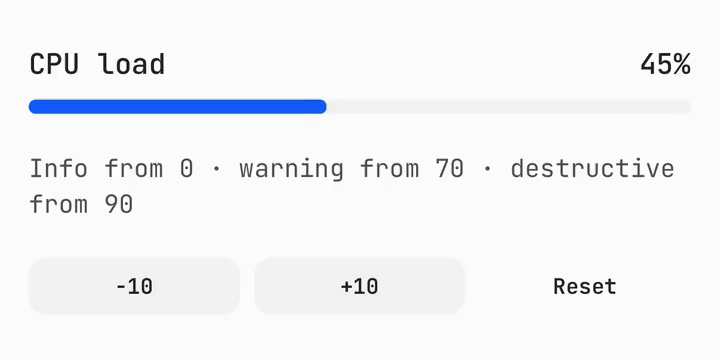 CPU load 45%
Info from 0 · warning from 70 · destructive
from 90
-10 +10 Reset